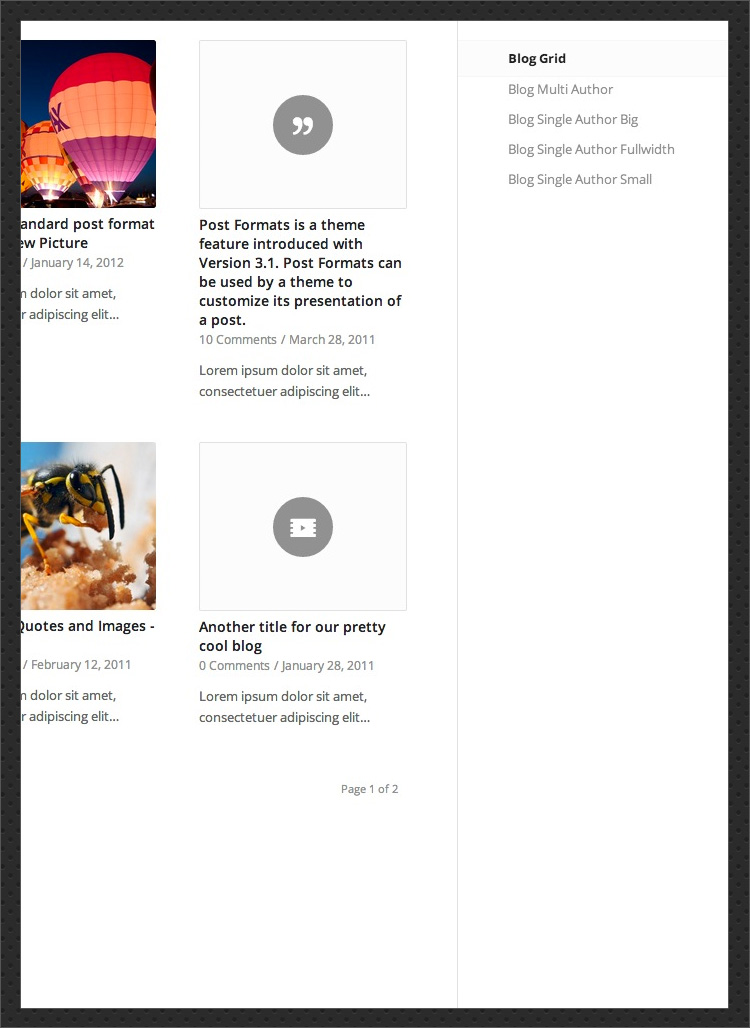 standard post format
new Picture
/ January 14, 2012
dolor sit amet,
adipiscing elit...
Post Formats is a theme
feature introduced with
Version 3.1. Post Formats can
be used by a theme to
customize its presentation of
a post.
10 Comments / March 28, 2011
Lorem ipsum dolor sit amet,
consectetuer adipiscing elit...
Quotes and Images -
/ February 12, 2011
dolor sit amet,
adipiscing elit...
Another title for our pretty
cool blog
0 Comments / January 28, 2011
Lorem ipsum dolor sit amet,
consectetuer adipiscing elit...
Page 1 of 2
Blog Grid
Blog Multi Author
Blog Single Author Big
Blog Single Author Fullwidth
Blog Single Author Small